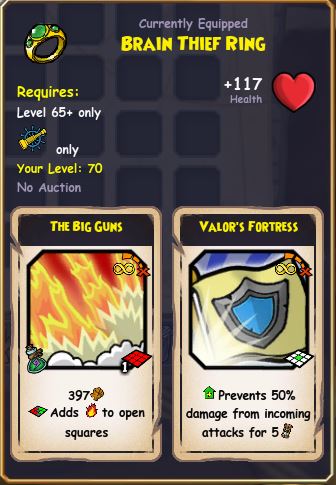 Currently Equipped
BRAIN THIEF RING
+117
Health
Requires:
Level 65+ only
only
Your Level: 70
No Auction
THE BIG GUNS
1
397
Adds to open
squares
VALOR'S FORTRESS
Prevents 50%
damage from incoming
attacks for 5